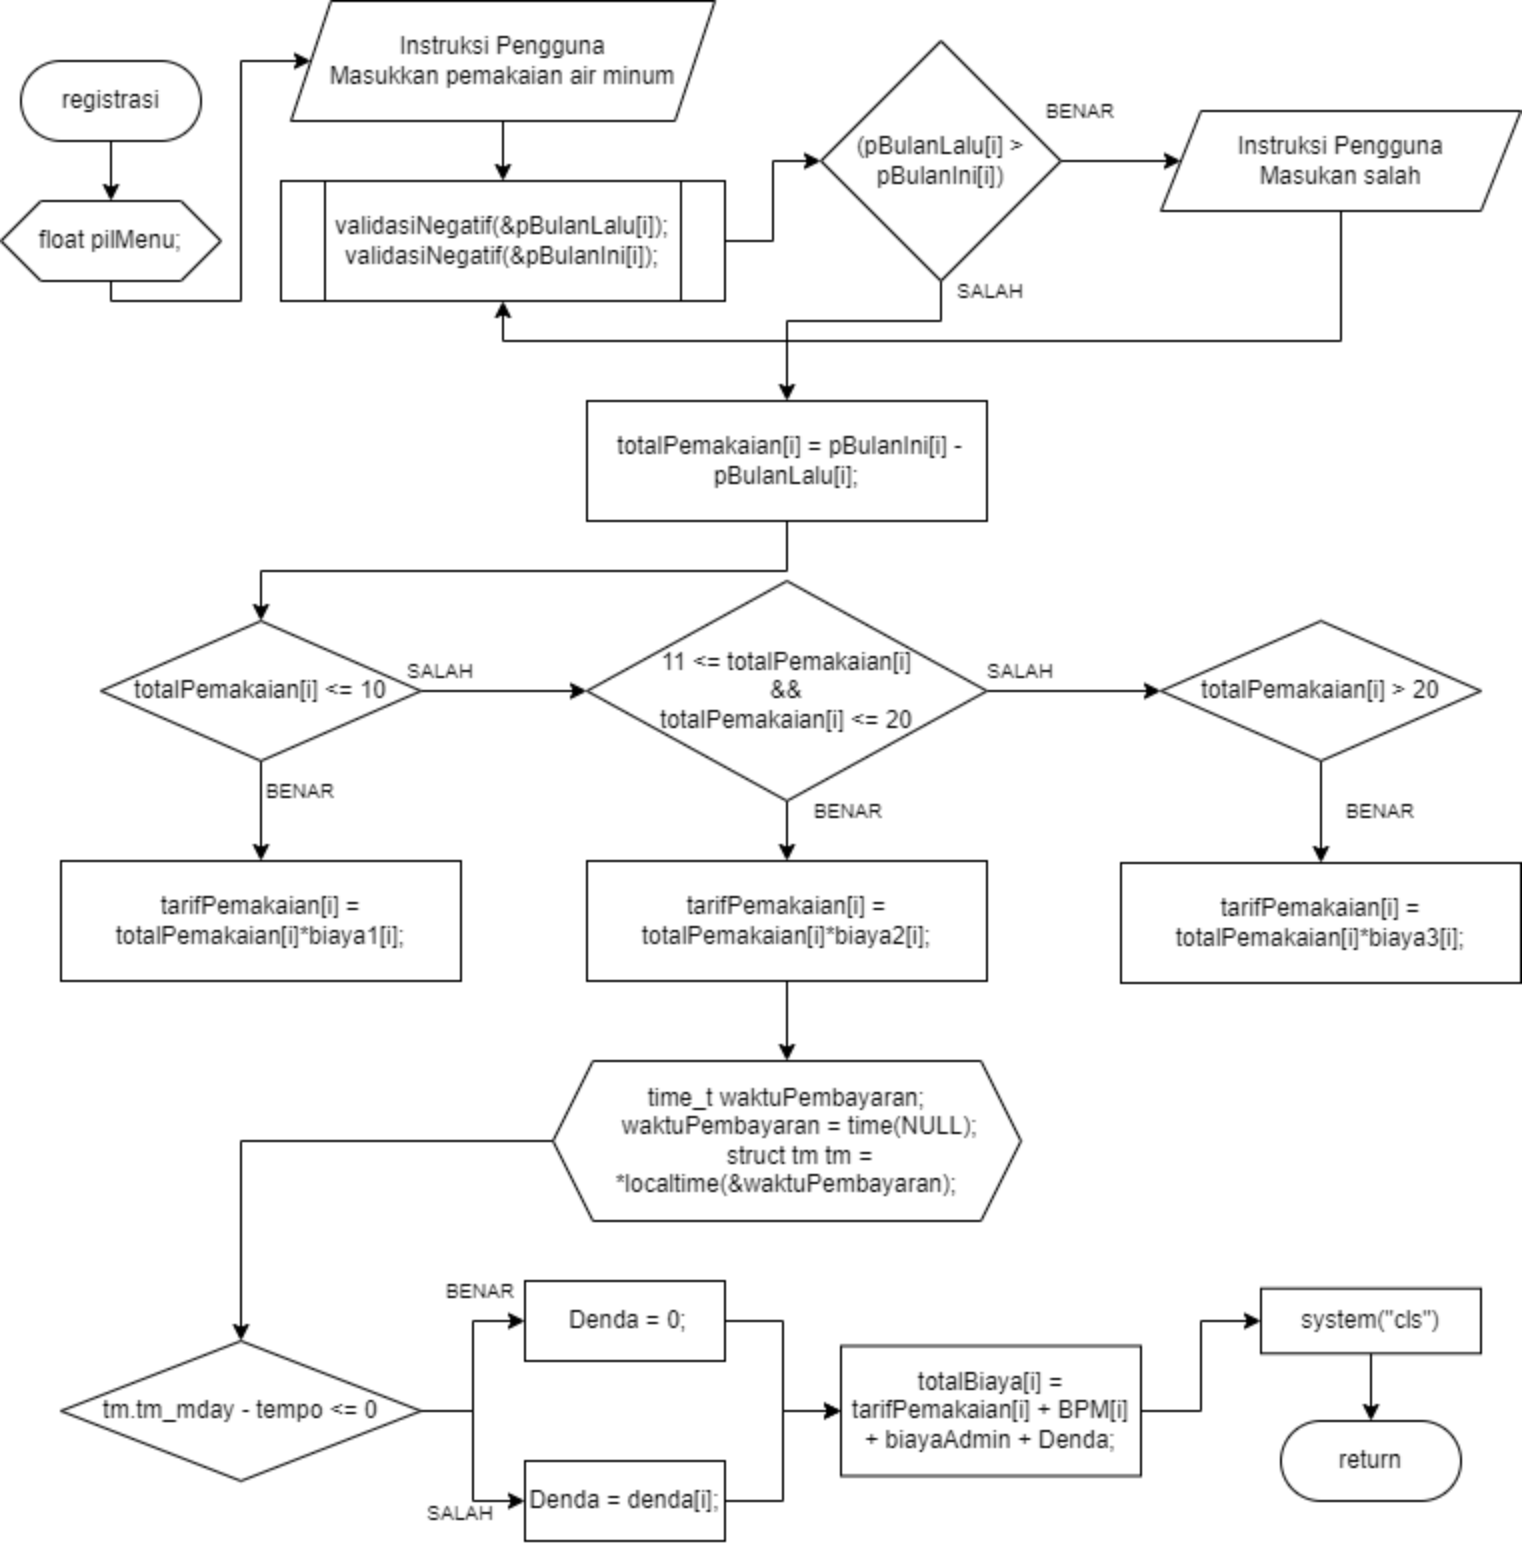 registrasi
float pilMenu;
Instruksi Pengguna
Masukkan pemakaian air minum
validasiNegatif(&pBulanLalu[i]);
validasiNegatif(&pBulanIni[i]);
(pBulanLalu[i] >
pBulanIni[i])
BENAR
SALAH
Instruksi Pengguna
Masukan salah
totalPemakaian[i] = pBulanIni[i] -
pBulanLalu[i];
totalPemakaian[i] <= 10
SALAH
BENAR
11 <= totalPemakaian[i]
&&
totalPemakaian[i] <= 20
SALAH
BENAR
totalPemakaian[i] > 20
BENAR
tarifPemakaian[i] =
totalPemakaian[i]*biaya1[i];
tarifPemakaian[i] =
totalPemakaian[i]*biaya2[i];
tarifPemakaian[i] =
totalPemakaian[i]*biaya3[i];
time_t waktuPembayaran;
waktuPembayaran = time(NULL);
struct tm tm =
*localtime(&waktuPembayaran);
tm.tm_mday - tempo <= 0
BENAR
SALAH
Denda = 0;
Denda = denda[i];
totalBiaya[i] =
tarifPemakaian[i] + BPM[i]
+ biayaAdmin + Denda;
system("cls")
return